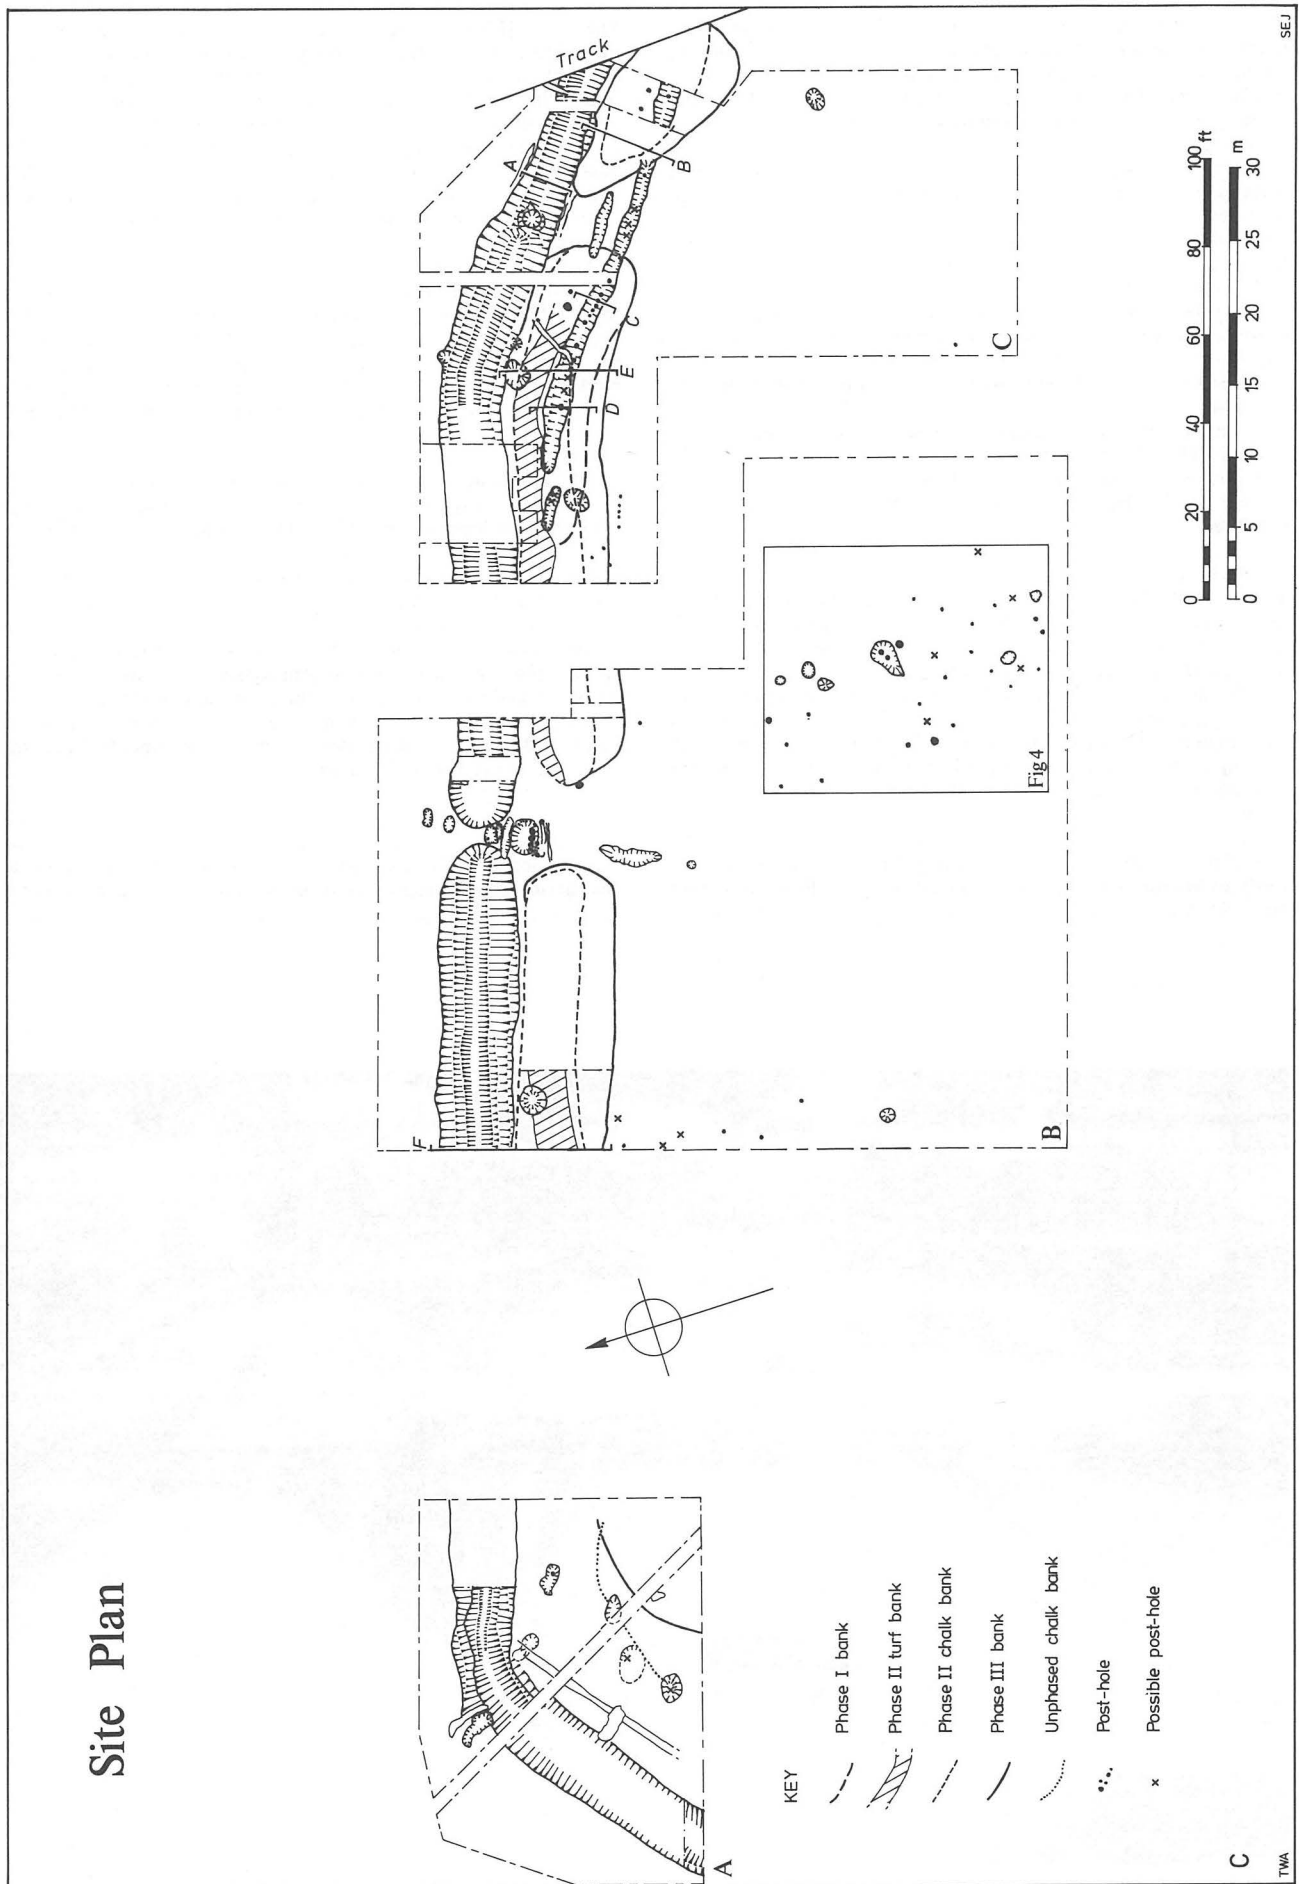 Site Plan
A
F
B
Fig 4
Track
A
B
C
E
D
C
KEY
Phase I bank
Phase II turf bank
Phase II chalk bank
Phase III bank
Unphased chalk bank
Post-hole
Possible post-hole
0 20 40 60 80 100 ft
0 5 10 15 20 25 30 m
C
TWA
SEJ